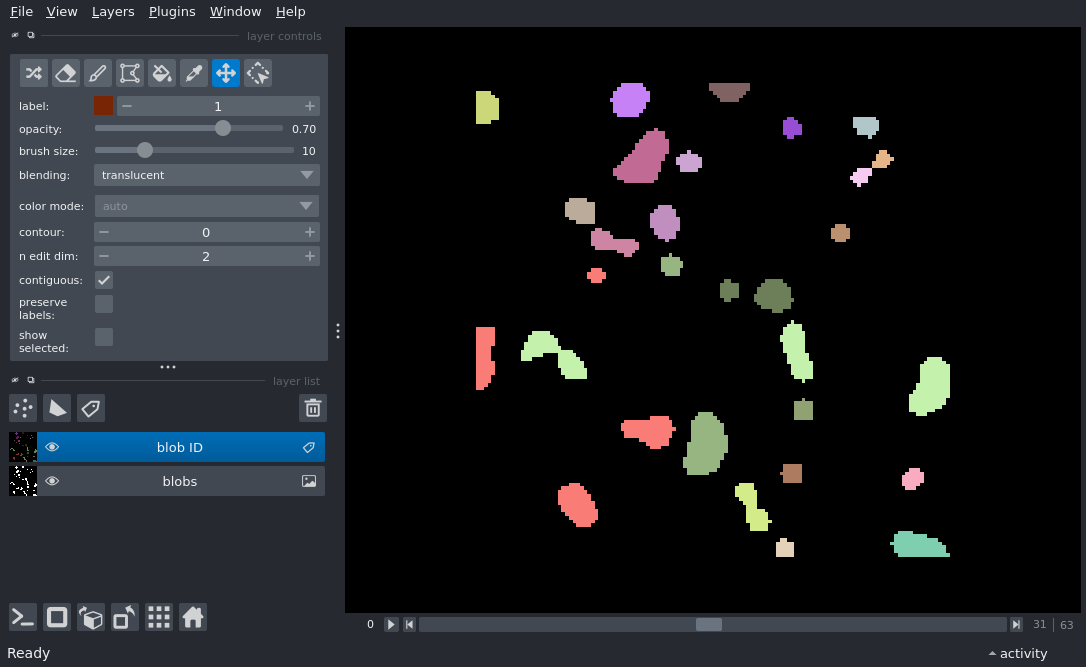 File View Layers Plugins Window Help
layer controls
label: 1
opacity: 0.70
brush size: 10
blending: translucent
color mode: auto
contour: 0
n edit dim: 2
contiguous:
preserve
labels:
show
selected:
layer list
blob ID
blobs
0 31 63
Ready activity